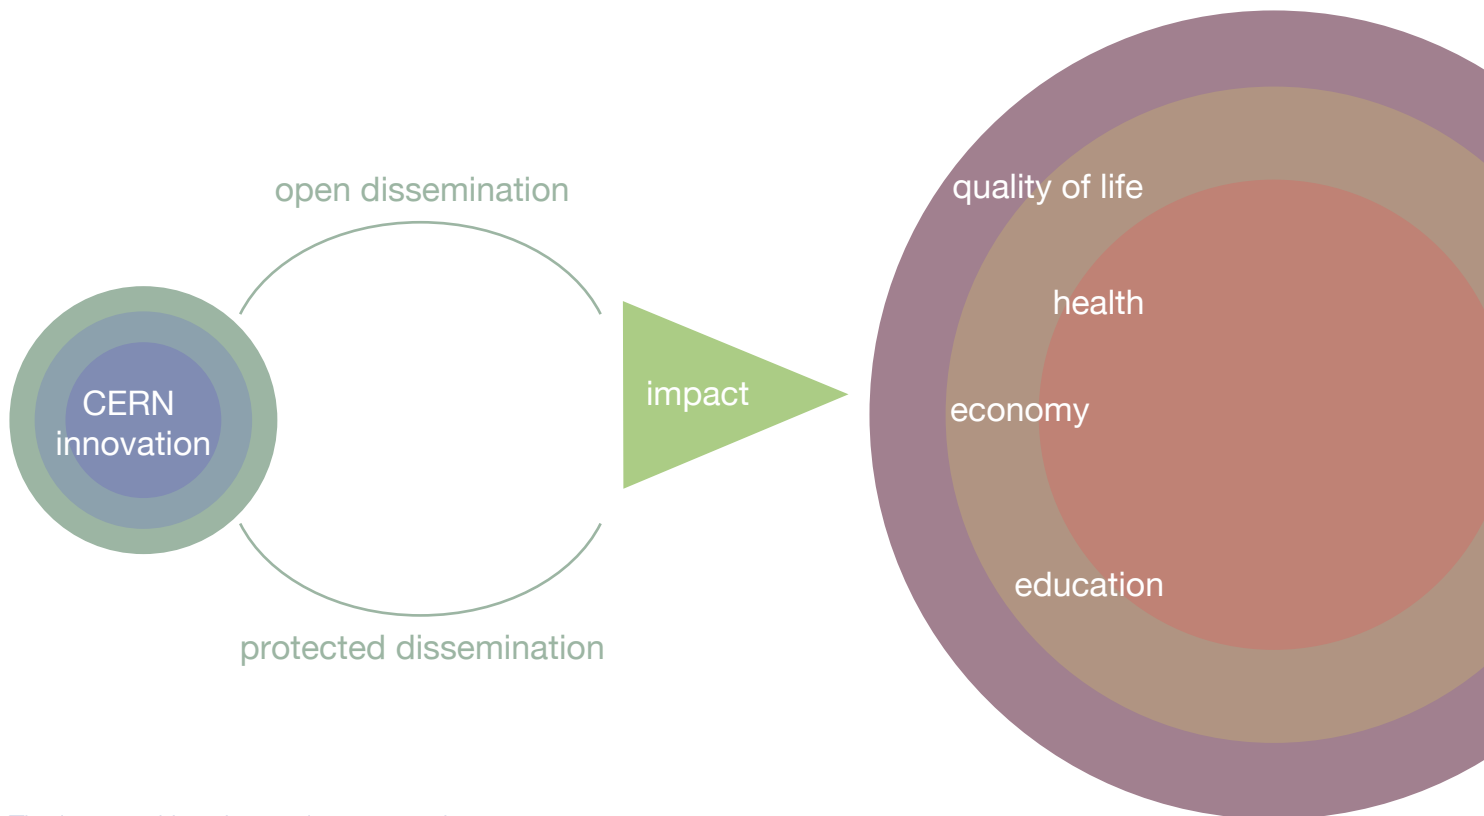 open dissemination
quality of life
health
impact
CERN
innovation
economy
education
protected dissemination